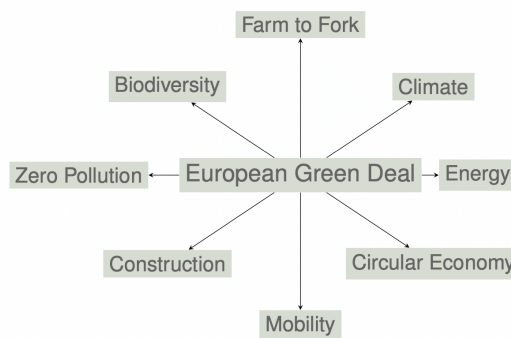 Farm to Fork
Biodiversity
Climate
Zero Pollution
European Green Deal
Energy
Construction
Circular Economy
Mobility